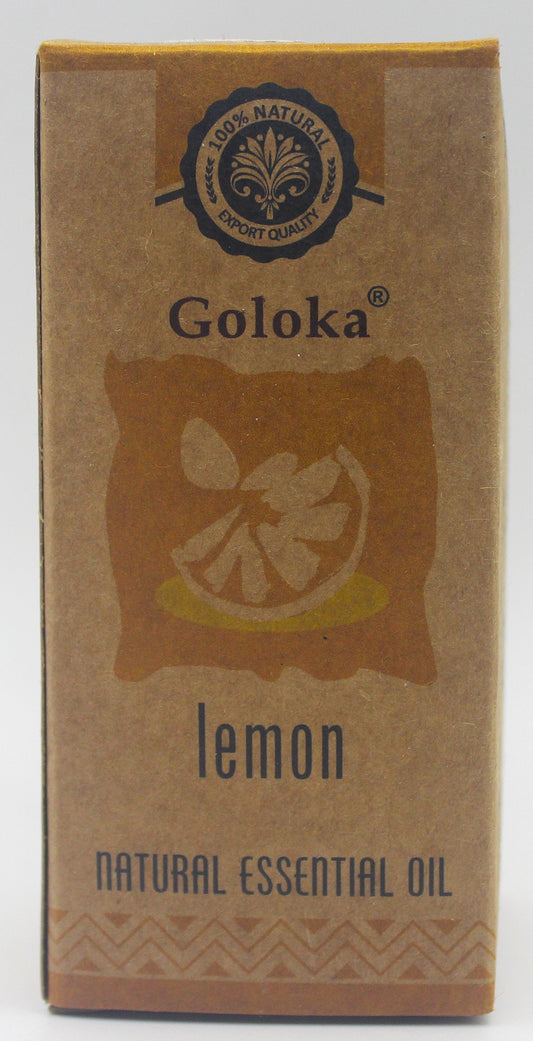 100% NATURAL
EXPORT QUALITY
Goloka®
lemon
NATURAL ESSENTIAL OIL